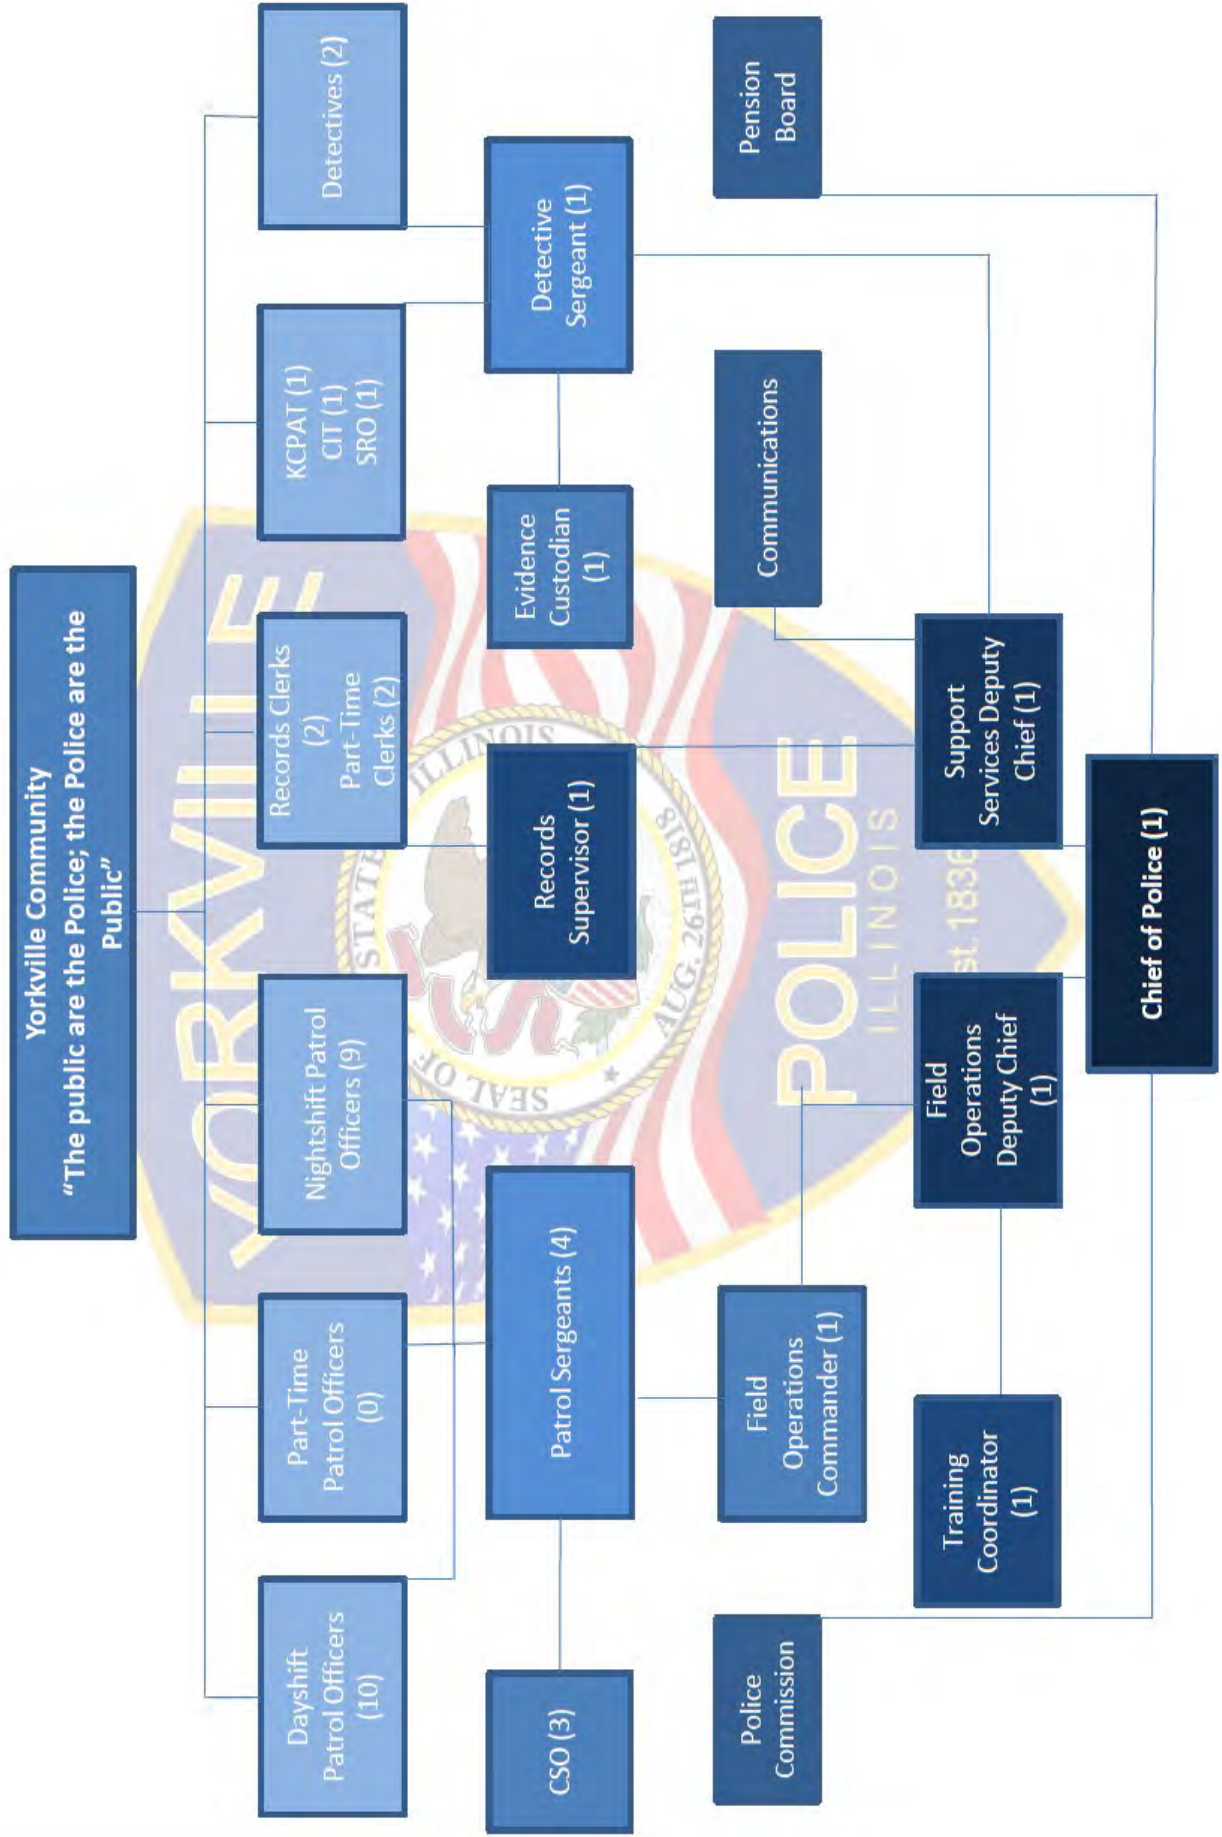 Yorkville Community
“The public are the Police; the Police are the
Public”
Dayshift
Patrol Officers
(10)
Part-Time
Patrol Officers
(0)
Nightshift Patrol
Officers (9)
Records Clerks
(2)
Part-Time
Clerks (2)
KCPAT (1)
CIT (1)
SRO (1)
Detectives (2)
CSO (3)
Patrol Sergeants (4)
Records
Supervisor (1)
Evidence
Custodian
(1)
Detective
Sergeant (1)
Police
Commission
Field
Operations
Commander (1)
Communications
Pension
Board
Training
Coordinator
(1)
Field
Operations
Deputy Chief
(1)
Support
Services Deputy
Chief (1)
Chief of Police (1)
YORKVILLE
SEAL OF
STATE
ILLINOIS
AUG. 26TH 1818
POLICE
ILLINOIS
st.1836